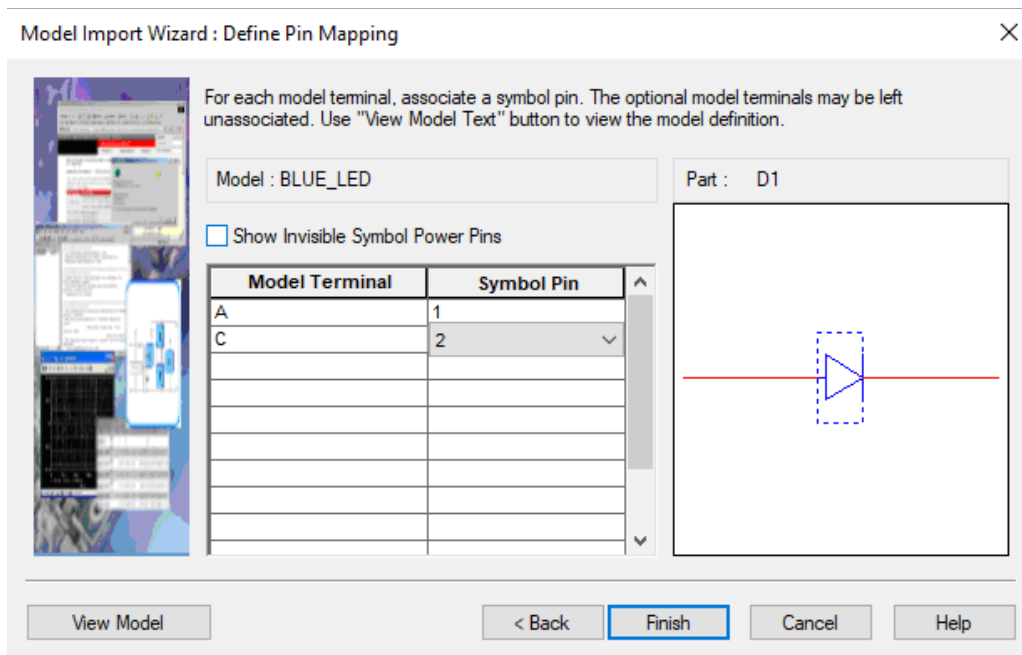 Model Import Wizard : Define Pin Mapping
For each model terminal, associate a symbol pin. The optional model terminals may be left
unassociated. Use "View Model Text" button to view the model definition.
Model : BLUE_LED
Part : D1
Show Invisible Symbol Power Pins
Model Terminal Symbol Pin
A 1
C 2
View Model
< Back
Finish
Cancel
Help